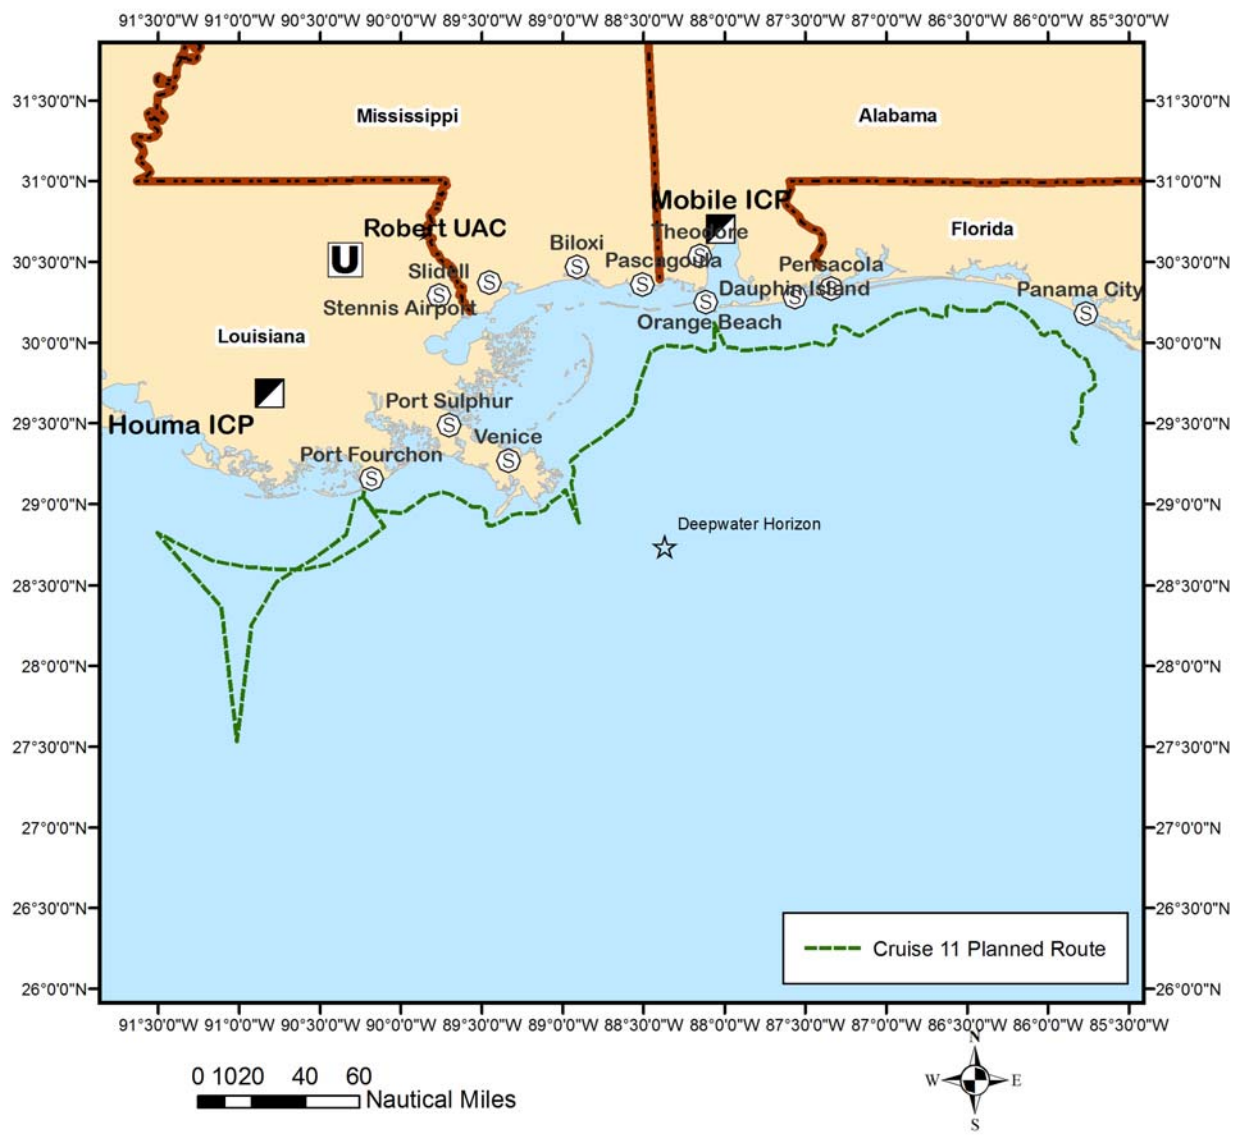 91°30'0"W 91°0'0"W 90°30'0"W 90°0'0"W 89°30'0"W 89°0'0"W 88°30'0"W 88°0'0"W 87°30'0"W 87°0'0"W 86°30'0"W 86°0'0"W 85°30'0"W
31°30'0"N 31°30'0"N
Mississippi Alabama
31°0'0"N 31°0'0"N
Mobile ICP
Robert UAC Theodore Florida
Biloxi
30°30'0"N U Slidell S Pascagoula S Pensacola 30°30'0"N
S S S S S S S Dauphin Island Panama City
Stennis Airport S
Louisiana Orange Beach
30°0'0"N 30°0'0"N
Port Sulphur
29°30'0"N Houma ICP S Venice 29°30'0"N
Port Fourchon S
S
29°0'0"N 29°0'0"N
Deepwater Horizon
28°30'0"N 28°30'0"N
28°0'0"N 28°0'0"N
27°30'0"N 27°30'0"N
27°0'0"N 27°0'0"N
26°30'0"N 26°30'0"N
Cruise 11 Planned Route
26°0'0"N 26°0'0"N
91°30'0"W 91°0'0"W 90°30'0"W 90°0'0"W 89°30'0"W 89°0'0"W 88°30'0"W 88°0'0"W 87°30'0"W 87°0'0"W 86°30'0"W 86°0'0"W 85°30'0"W
N
0 10 20 40 60
W E
Nautical Miles
S